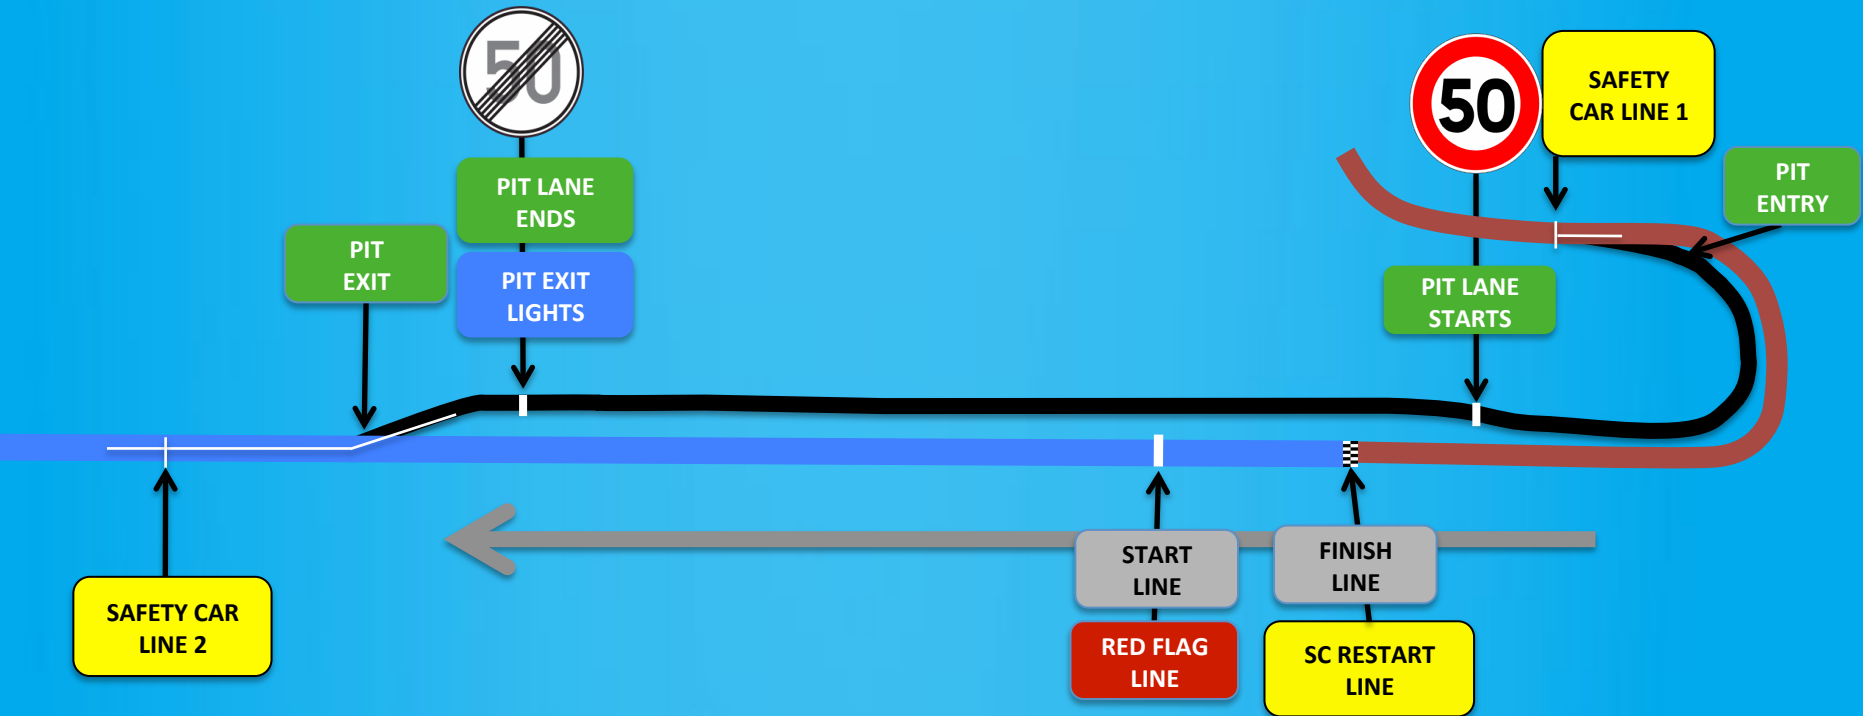 50
50
SAFETY
CAR LINE 1
PIT
ENTRY
PIT LANE
ENDS
PIT
EXIT
PIT EXIT
LIGHTS
PIT LANE
STARTS
START
LINE
FINISH
LINE
SAFETY CAR
LINE 2
RED FLAG
LINE
SC RESTART
LINE